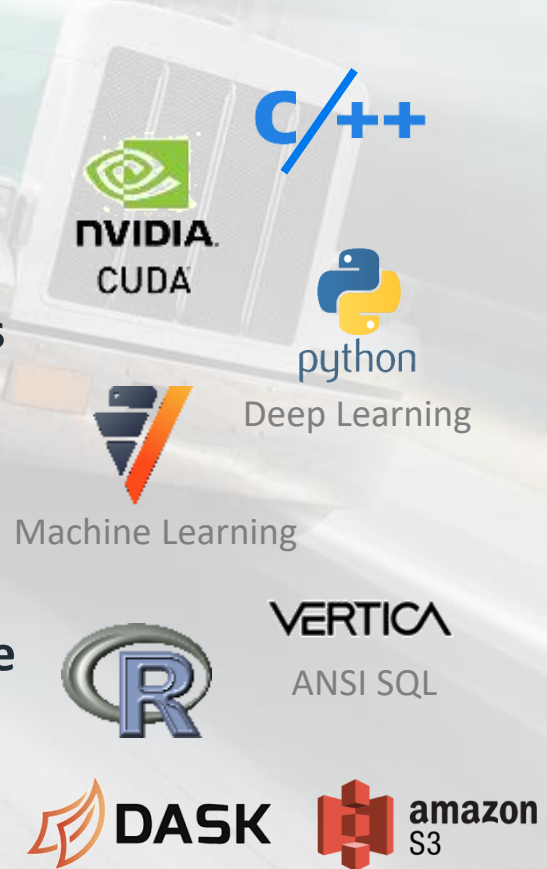 C/++
NVIDIA.
CUDA
s
python
Deep Learning
Machine Learning
VERTICA
e
ANSI SQL
R
DASK
amazon
S3